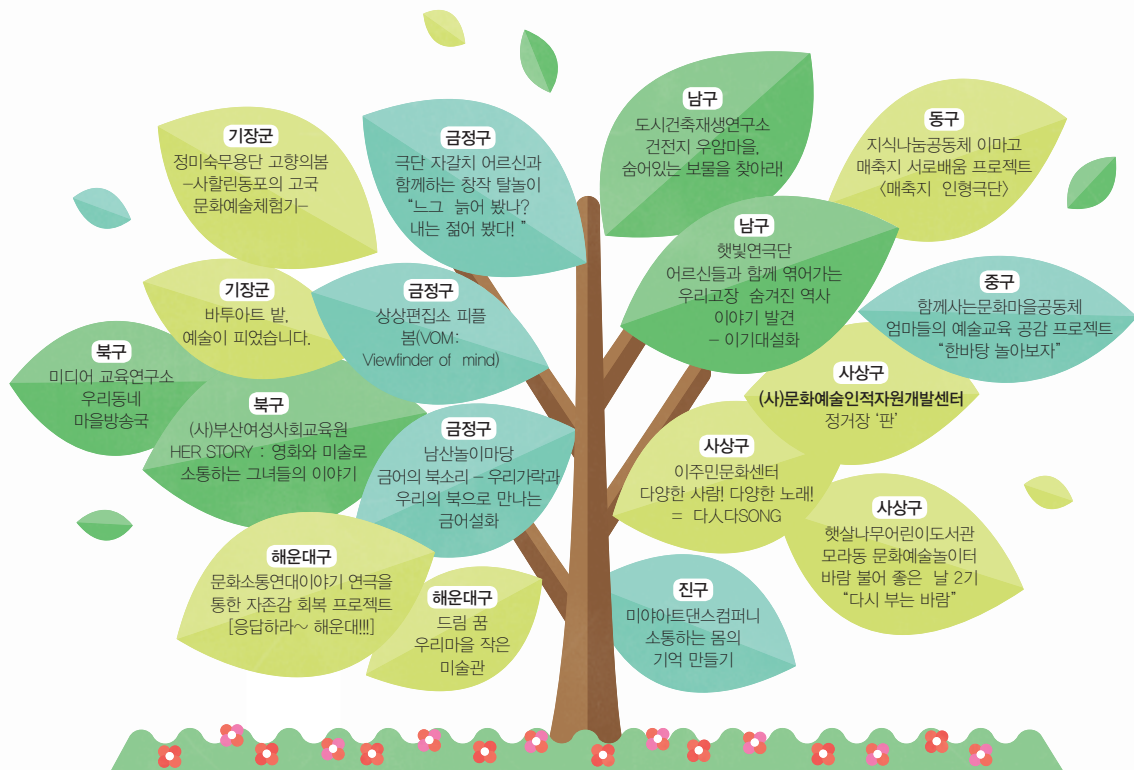 기장군
정미숙무용단 고향의봄
-사할린동포의 고국
문화예술체험기-
금정구
극단 자갈치 어르신과
함께하는 창작 탈놀이
“느그 늙어 봤나?
내는 젊어 봤다! ”
남구
도시건축재생연구소
건전지 우암마을,
숨어있는 보물을 찾아라!
동구
지식나눔공동체 이마고
매축지 서로배움 프로젝트
〈매축지 인형극단〉
기장군
바투아트 밭,
예술이 피었습니다.
금정구
상상편집소 피플
봄(VOM:
Viewfinder of mind)
남구
햇빛연극단
어르신들과 함께 엮어가는
우리고장 숨겨진 역사
이야기 발견
- 이기대설화
중구
함께사는문화마을공동체
엄마들의 예술교육 공감 프로젝트
“한바탕 놀아보자”
북구
미디어 교육연구소
우리동네
마을방송국
북구
(사)부산여성사회교육원
HER STORY : 영화와 미술로
소통하는 그녀들의 이야기
금정구
남산놀이마당
금어의 북소리 - 우리가락과
우리의 북으로 만나는
금어설화
사상구
(사)문화예술인적자원개발센터
정거장 ‘판’
사상구
이주민문화센터
다양한 사람! 다양한 노래!
= 다人다SONG
사상구
햇살나무어린이도서관
모라동 문화예술놀이터
바람 불어 좋은 날 2기
“다시 부는 바람”
해운대구
문화소통연대이야기 연극을
통한 자존감 회복 프로젝트
[응답하라~ 해운대!!!]
해운대구
드림 꿈
우리마을 작은
미술관
진구
미야아트댄스컴퍼니
소통하는 몸의
기억 만들기